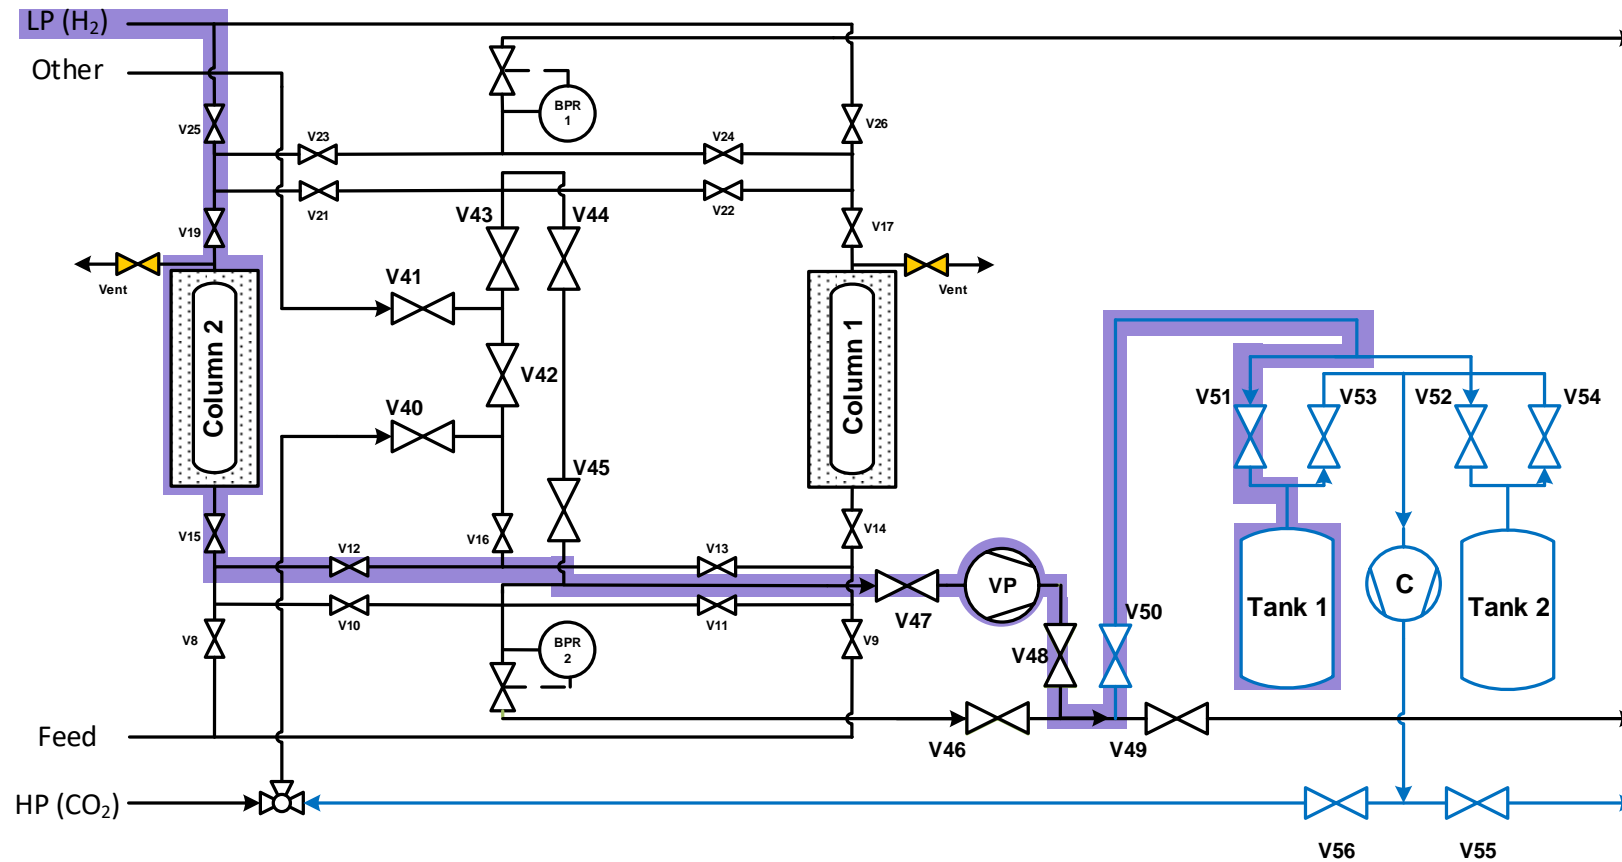 LP (H2)
Other
BPR
1
V25
V23
V24
V26
V21
V22
V43
V44
V19
V17
Vent
V41
Vent
Column 2
Column 1
V42
V51
V53
V52
V54
V40
V45
V15
V16
V14
V12
V13
VP
C
Tank 1
Tank 2
V10
V11
V47
V50
V8
BPR
2
V9
V48
Feed
V46
V49
HP (CO2)
V56
V55